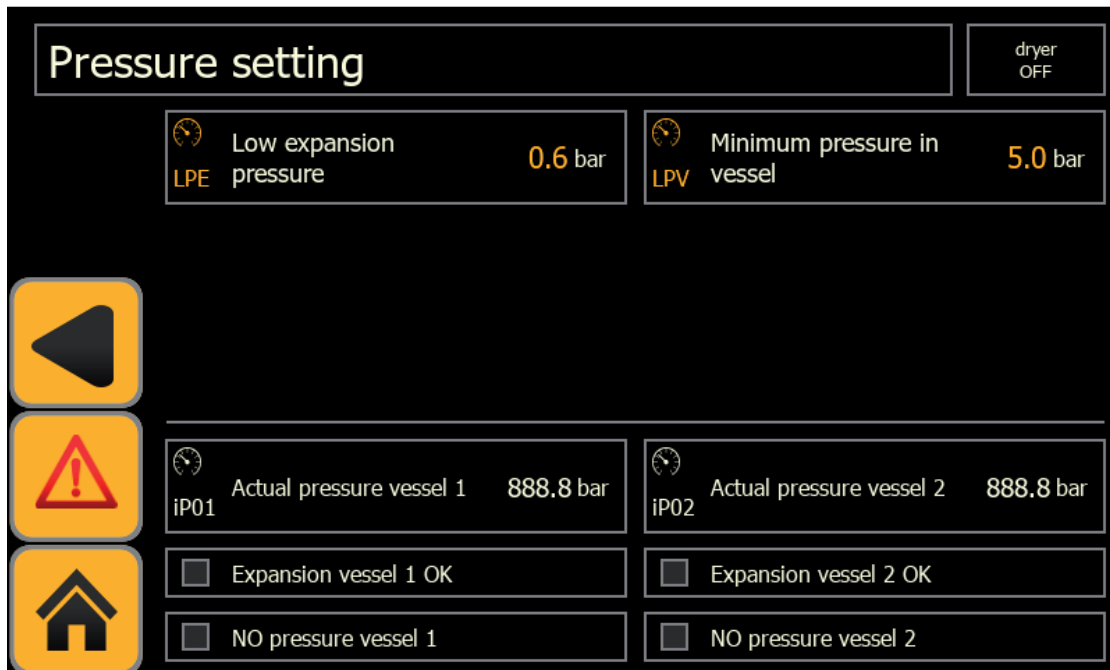 Pressure setting
dryer
OFF
LPE
Low expansion
pressure
0.6 bar
LPV
Minimum pressure in
vessel
5.0 bar
iP01
Actual pressure vessel 1
888.8 bar
iP02
Actual pressure vessel 2
888.8 bar
Expansion vessel 1 OK
Expansion vessel 2 OK
NO pressure vessel 1
NO pressure vessel 2